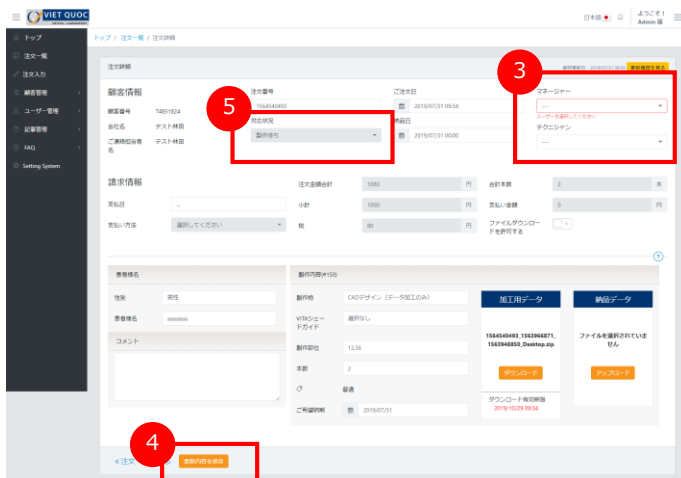 VIET QUOC
日本語
ようこそ！
Admin 様
トップ
注文一覧
注文入力
顧客管理
ユーザー管理
記事管理
FAQ
Setting System
トップ / 注文一覧 / 注文詳細
注文詳細
更新履歴を見る
3
顧客情報
注文番号
ご注文日
マネージャー
顧客番号 74651824
5
1564540493
2019/07/31 09:34
---
ユーザーを選択してください
会社名 テスト林田
対応状況
納品日
テクニシャン
ご連絡担当者名 テスト林田
製作待ち
2019/07/31 00:00
---
請求情報
注文金額合計 1080 円
合計本数 2 本
支払日
小計 1000 円
支払い金額 0 円
支払い方法 選択してください
税 80 円
ファイルダウンロードを許可する
患者様名
製作内容(#150)
性別 男性
製作物 CADデザイン（データ加工のみ）
加工用データ
納品データ
患者様名
VITAシェードガイド 選択なし
コメント
製作部位 13,36
1564540493_1563966871_
1563948850_Desktop.zip
ファイルを選択されていません
本数 2
ダウンロード
アップロード
普通
ダウンロード有効期限
2019/10/29 09:34
ご希望納期 2019/07/31
4
«注文
更新内容を保存